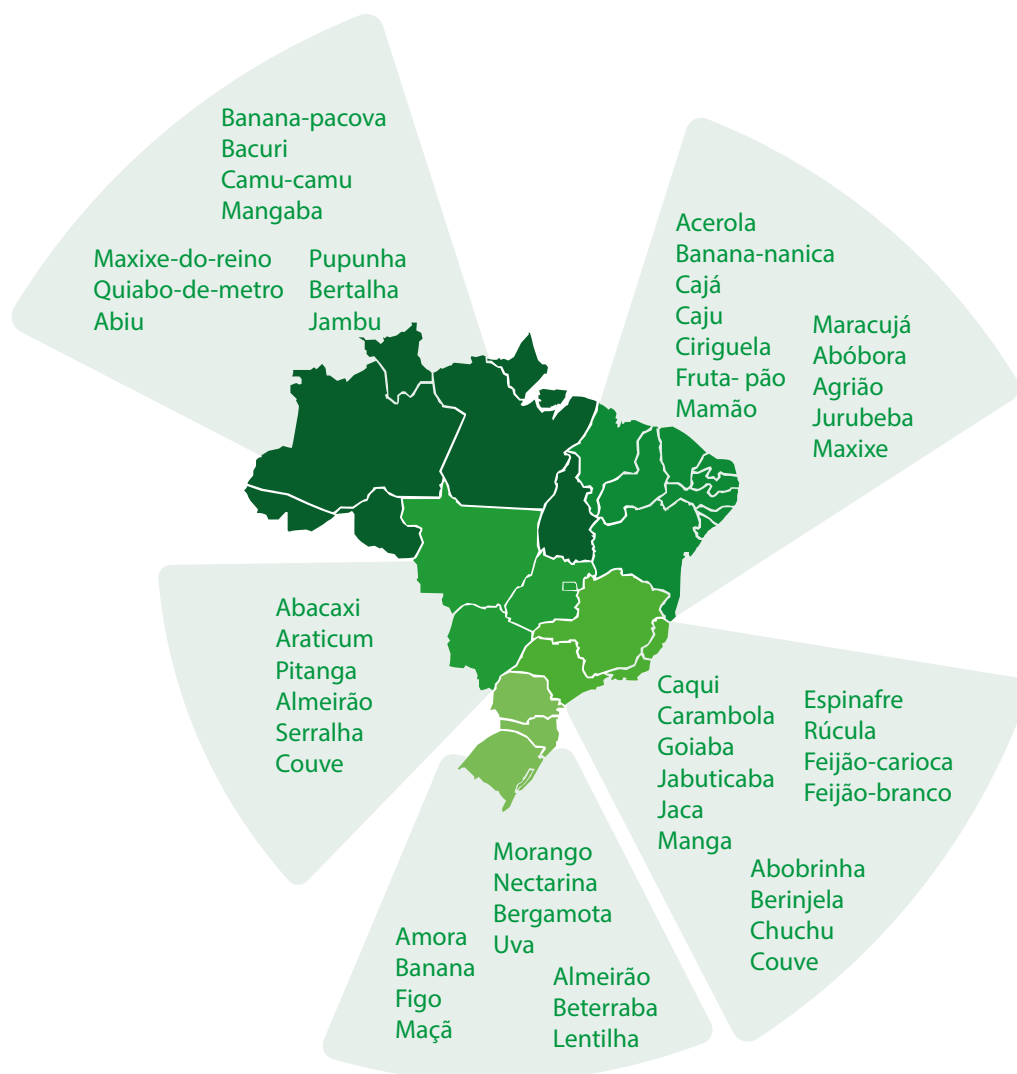 Banana-pacova
Bacuri
Camu-camu
Mangaba
Maxixe-do-reino
Quiabo-de-metro
Abiu
Pupunha
Bertalha
Jambu
Acerola
Banana-nanica
Cajá
Caju
Ciriguela
Fruta- pão
Mamão
Maracujá
Abóbora
Agrião
Jurubeba
Maxixe
Abacaxi
Araticum
Pitanga
Almeirão
Serralha
Couve
Caqui
Carambola
Goiaba
Jabuticaba
Jaca
Manga
Espinafre
Rúcula
Feijão-carioca
Feijão-branco
Abobrinha
Berinjela
Chuchu
Couve
Morango
Nectarina
Bergamota
Uva
Amora
Banana
Figo
Maçã
Almeirão
Beterraba
Lentilha